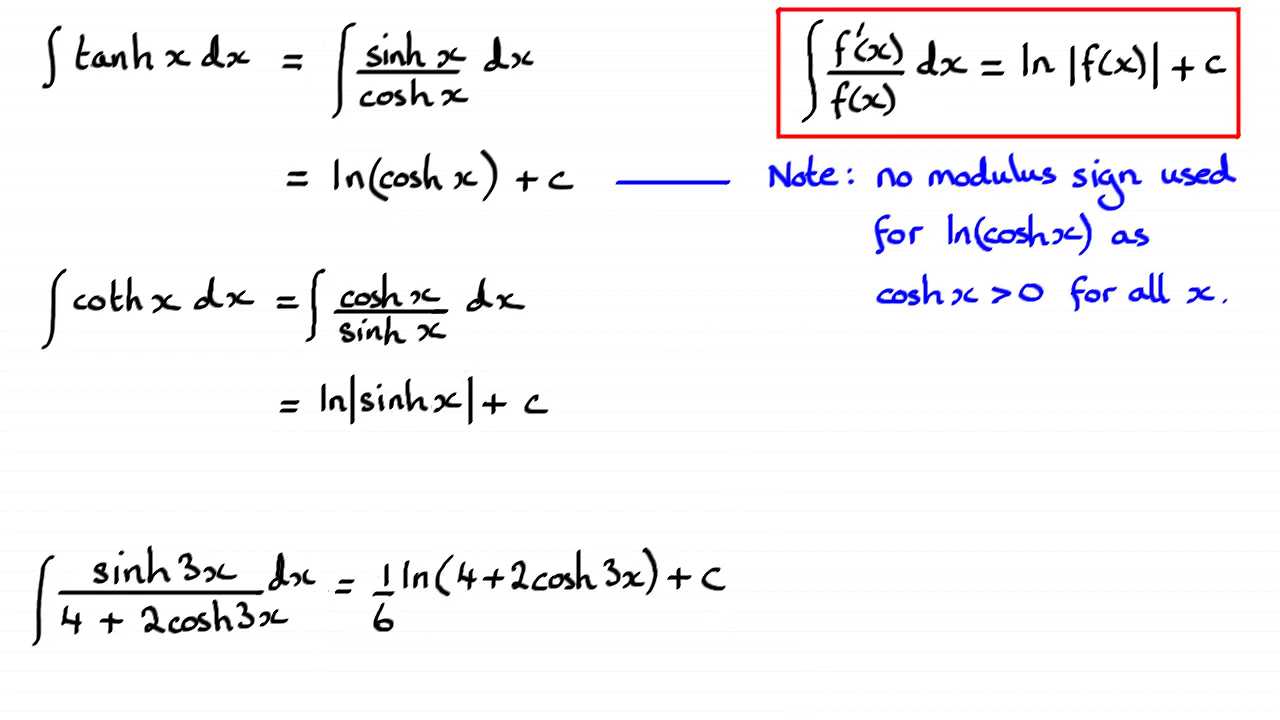 ∫ tanh x dx = ∫ sinh x / cosh x dx
∫ f'(x) / f(x) dx = ln |f(x)| + c
= ln(cosh x) + c
Note: no modulus sign used
for ln(cosh x) as
cosh x > 0 for all x.
∫ coth x dx = ∫ cosh x / sinh x dx
= ln|sinh x| + c
∫ sinh 3x / 4 + 2cosh 3x dx = 1/6 ln(4 + 2cosh 3x) + c